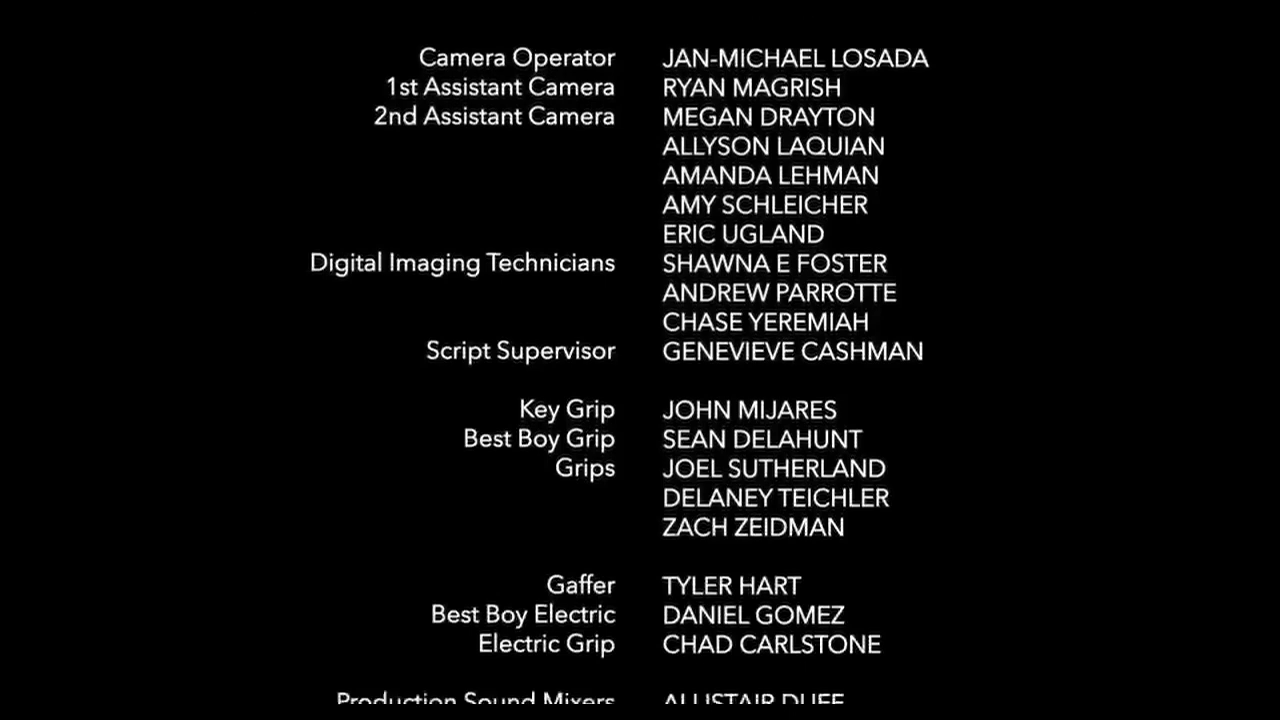 Camera Operator JAN-MICHAEL LOSADA
1st Assistant Camera RYAN MAGRISH
2nd Assistant Camera MEGAN DRAYTON
ALLYSON LAQUIAN
AMANDA LEHMAN
AMY SCHLEICHER
ERIC UGLAND
Digital Imaging Technicians SHAWNA E FOSTER
ANDREW PARROTTE
CHASE YEREMIAH
Script Supervisor GENEVIEVE CASHMAN
Key Grip JOHN MIJARES
Best Boy Grip SEAN DELAHUNT
Grips JOEL SUTHERLAND
DELANEY TEICHLER
ZACH ZEIDMAN
Gaffer TYLER HART
Best Boy Electric DANIEL GOMEZ
Electric Grip CHAD CARLSTONE
Production Sound Mixers